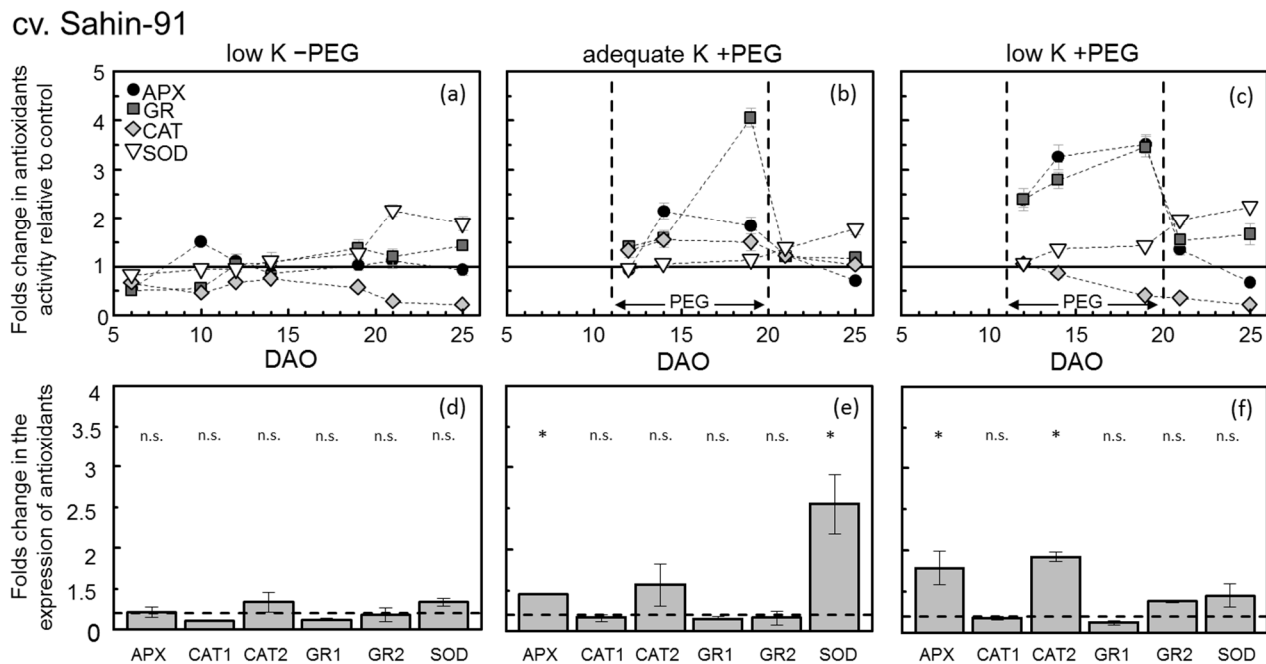 cv. Sahin-91
low K −PEG
adequate K +PEG
low K +PEG
Folds change in antioxidants
activity relative to control
5
4
3
2
1
0
APX
GR
CAT
SOD
(a)
(b)
(c)
PEG
PEG
5 10 15 20 25
5 10 15 20 25
5 10 15 20 25
DAO
DAO
DAO
Folds change in the
expression of antioxidants
4
3.5
3
2.5
2
1.5
0
(d)
(e)
(f)
n.s. n.s. n.s. n.s. n.s. n.s.
* n.s. n.s. n.s. n.s. *
* n.s. * n.s. n.s. n.s.
APX CAT1 CAT2 GR1 GR2 SOD
APX CAT1 CAT2 GR1 GR2 SOD
APX CAT1 CAT2 GR1 GR2 SOD